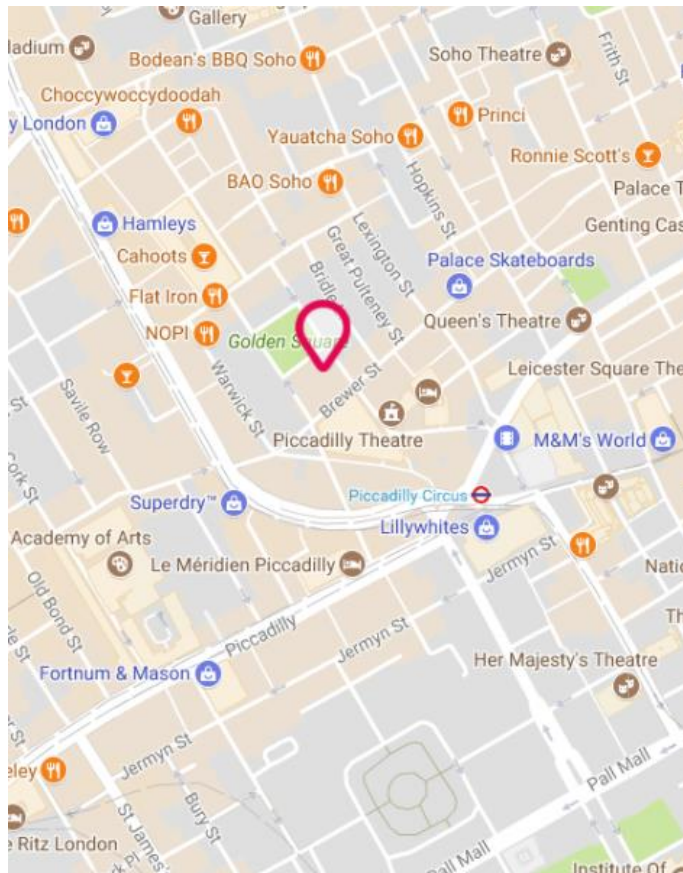 Gallery
ladium
Bodean's BBQ Soho
Soho Theatre
Frith St
Choccywoccydoodah
y London
Princi
Yauatcha Soho
Ronnie Scott's
Hopkins St
BAO Soho
Palace T
Lexington St
Genting Cas
Hamleys
Great Pulteney St
Cahoots
Bridle
Palace Skateboards
Flat Iron
NOPI
Golden Square
Queen's Theatre
Leicester Square The
Warwick St
Brewer St
Savile Row
St
Piccadilly Theatre
M&M's World
Cork St
Piccadilly Circus
Superdry™
Lillywhites
Academy of Arts
Le Méridien Piccadilly
Jermyn St
Natio
Old Bond St
Piccadilly
Jermyn St
Th
Fortnum & Mason
Her Majesty's Theatre
Jermyn St
eley
Pall Mall
Bury St
St James'
e Ritz London
Pall Mall
Institute Of